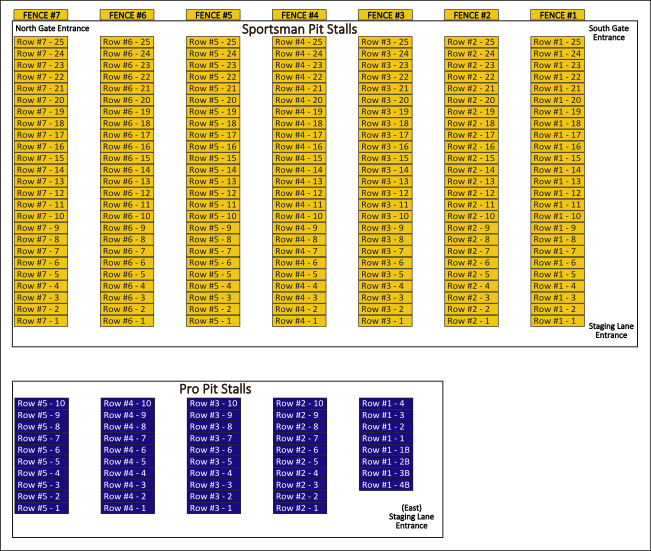 FENCE #7 FENCE #6 FENCE #5 FENCE #4 FENCE #3 FENCE #2 FENCE #1
North Gate Entrance Sportsman Pit Stalls South Gate
Entrance
Row #7 - 25 Row #6 - 25 Row #5 - 25 Row #4 - 25 Row #3 - 25 Row #2 - 25 Row #1 - 25
Row #7 - 24 Row #6 - 24 Row #5 - 24 Row #4 - 24 Row #3 - 24 Row #2 - 24 Row #1 - 24
Row #7 - 23 Row #6 - 23 Row #5 - 23 Row #4 - 23 Row #3 - 23 Row #2 - 23 Row #1 - 23
Row #7 - 22 Row #6 - 22 Row #5 - 22 Row #4 - 22 Row #3 - 22 Row #2 - 22 Row #1 - 22
Row #7 - 21 Row #6 - 21 Row #5 - 21 Row #4 - 21 Row #3 - 21 Row #2 - 21 Row #1 - 21
Row #7 - 20 Row #6 - 20 Row #5 - 20 Row #4 - 20 Row #3 - 20 Row #2 - 20 Row #1 - 20
Row #7 - 19 Row #6 - 19 Row #5 - 19 Row #4 - 19 Row #3 - 19 Row #2 - 19 Row #1 - 19
Row #7 - 18 Row #6 - 18 Row #5 - 18 Row #4 - 18 Row #3 - 18 Row #2 - 18 Row #1 - 18
Row #7 - 17 Row #6 - 17 Row #5 - 17 Row #4 - 17 Row #3 - 17 Row #2 - 17 Row #1 - 17
Row #7 - 16 Row #6 - 16 Row #5 - 16 Row #4 - 16 Row #3 - 16 Row #2 - 16 Row #1 - 16
Row #7 - 15 Row #6 - 15 Row #5 - 15 Row #4 - 15 Row #3 - 15 Row #2 - 15 Row #1 - 15
Row #7 - 14 Row #6 - 14 Row #5 - 14 Row #4 - 14 Row #3 - 14 Row #2 - 14 Row #1 - 14
Row #7 - 13 Row #6 - 13 Row #5 - 13 Row #4 - 13 Row #3 - 13 Row #2 - 13 Row #1 - 13
Row #7 - 12 Row #6 - 12 Row #5 - 12 Row #4 - 12 Row #3 - 12 Row #2 - 12 Row #1 - 12
Row #7 - 11 Row #6 - 11 Row #5 - 11 Row #4 - 11 Row #3 - 11 Row #2 - 11 Row #1 - 11
Row #7 - 10 Row #6 - 10 Row #5 - 10 Row #4 - 10 Row #3 - 10 Row #2 - 10 Row #1 - 10
Row #7 - 9 Row #6 - 9 Row #5 - 9 Row #4 - 9 Row #3 - 9 Row #2 - 9 Row #1 - 9
Row #7 - 8 Row #6 - 8 Row #5 - 8 Row #4 - 8 Row #3 - 8 Row #2 - 8 Row #1 - 8
Row #7 - 7 Row #6 - 7 Row #5 - 7 Row #4 - 7 Row #3 - 7 Row #2 - 7 Row #1 - 7
Row #7 - 6 Row #6 - 6 Row #5 - 6 Row #4 - 6 Row #3 - 6 Row #2 - 6 Row #1 - 6
Row #7 - 5 Row #6 - 5 Row #5 - 5 Row #4 - 5 Row #3 - 5 Row #2 - 5 Row #1 - 5
Row #7 - 4 Row #6 - 4 Row #5 - 4 Row #4 - 4 Row #3 - 4 Row #2 - 4 Row #1 - 4
Row #7 - 3 Row #6 - 3 Row #5 - 3 Row #4 - 3 Row #3 - 3 Row #2 - 3 Row #1 - 3
Row #7 - 2 Row #6 - 2 Row #5 - 2 Row #4 - 2 Row #3 - 2 Row #2 - 2 Row #1 - 2
Row #7 - 1 Row #6 - 1 Row #5 - 1 Row #4 - 1 Row #3 - 1 Row #2 - 1 Row #1 - 1
Staging Lane
Entrance
Pro Pit Stalls
Row #5 - 10 Row #4 - 10 Row #3 - 10 Row #2 - 10 Row #1 - 4
Row #5 - 9 Row #4 - 9 Row #3 - 9 Row #2 - 9 Row #1 - 3
Row #5 - 8 Row #4 - 8 Row #3 - 8 Row #2 - 8 Row #1 - 2
Row #5 - 7 Row #4 - 7 Row #3 - 7 Row #2 - 7 Row #1 - 1
Row #5 - 6 Row #4 - 6 Row #3 - 6 Row #2 - 6 Row #1 - 1B
Row #5 - 5 Row #4 - 5 Row #3 - 5 Row #2 - 5 Row #1 - 2B
Row #5 - 4 Row #4 - 4 Row #3 - 4 Row #2 - 4 Row #1 - 3B
Row #5 - 3 Row #4 - 3 Row #3 - 3 Row #2 - 3 Row #1 - 4B
Row #5 - 2 Row #4 - 2 Row #3 - 2 Row #2 - 2
Row #5 - 1 Row #4 - 1 Row #3 - 1 Row #2 - 1 (East)
Staging Lane
Entrance